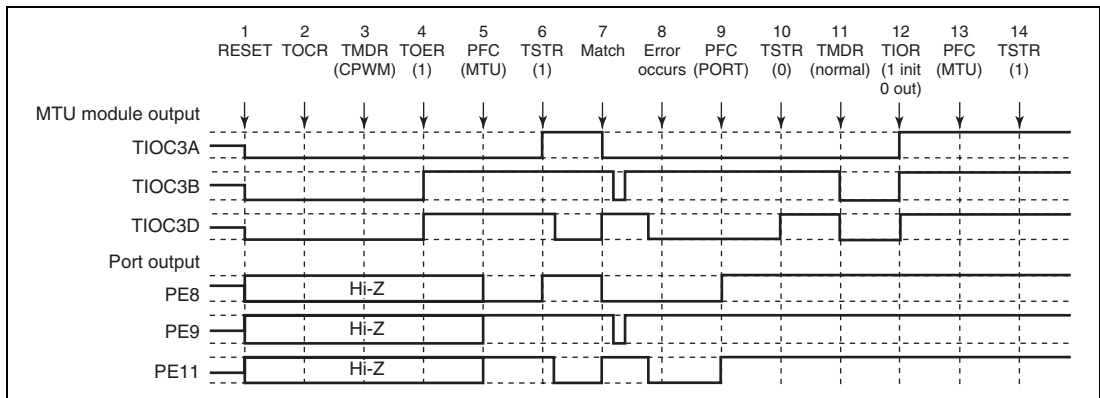 1 2 3 4 5 6 7 8 9 10 11 12 13 14
RESET TOCR TMDR TOER PFC TSTR Match Error PFC TSTR TMDR TIOR PFC TSTR
(CPWM) (1) (MTU) (1) occurs (PORT) (0) (normal) (1 init (MTU) (1)
0 out)
MTU module output
TIOC3A
TIOC3B
TIOC3D
Port output
PE8 Hi-Z
PE9 Hi-Z
PE11 Hi-Z